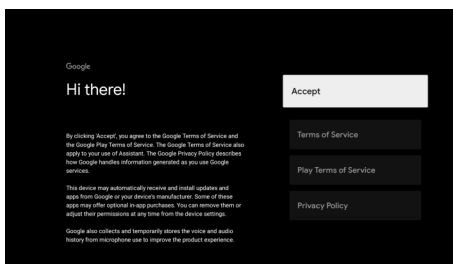 Google
Hi there!
By clicking 'Accept', you agree to the Google Terms of Service and
the Google Play Terms of Service. The Google Terms of Service also
apply to your use of Assistant. The Google Privacy Policy describes
how Google handles information generated as you use Google
services.
This device may automatically receive and install updates and
apps from Google or your device's manufacturer. Some of these
apps may offer optional in-app purchases. You can remove them or
adjust their permissions at any time from the device settings.
Google also collects and temporarily stores the voice and audio
history from microphone use to improve the product experience.
Accept
Terms of Service
Play Terms of Service
Privacy Policy